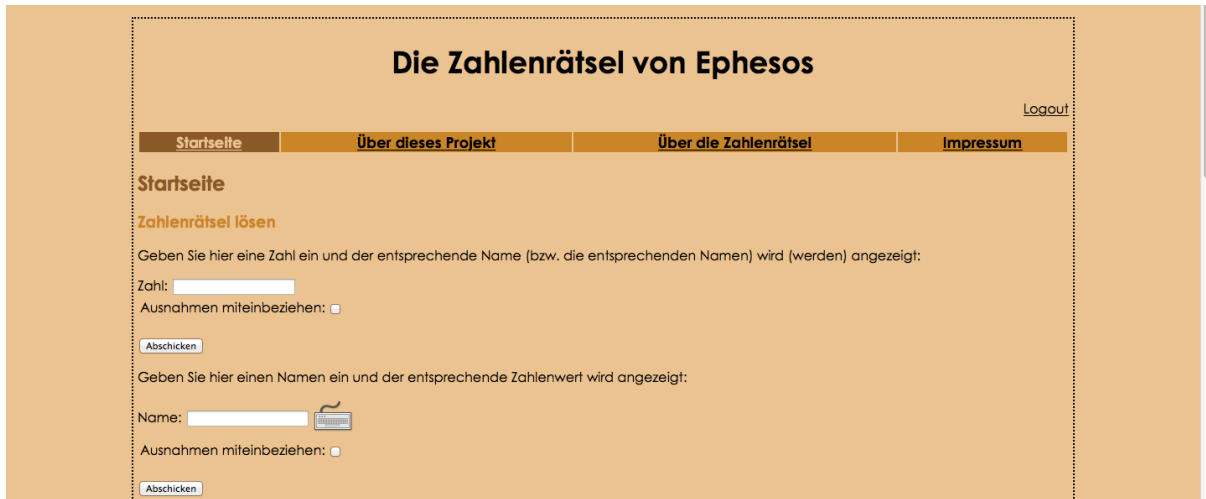 Die Zahlenrätsel von Ephesos
Logout
Startseite Über dieses Projekt Über die Zahlenrätsel Impressum
Startseite
Zahlenrätsel lösen
Geben Sie hier eine Zahl ein und der entsprechende Name (bzw. die entsprechenden Namen) wird (werden) angezeigt:
Zahl:
Ausnahmen miteinbeziehen:
Abschicken
Geben Sie hier einen Namen ein und der entsprechende Zahlenwert wird angezeigt:
Name:
Ausnahmen miteinbeziehen:
Abschicken